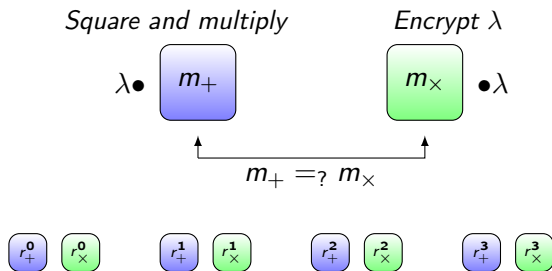 Square and multiply Encrypt λ
λ● m₊ m× ●λ
m₊ =? m×
r₊⁰ r×⁰ r₊¹ r×¹ r₊² r×² r₊³ r×³